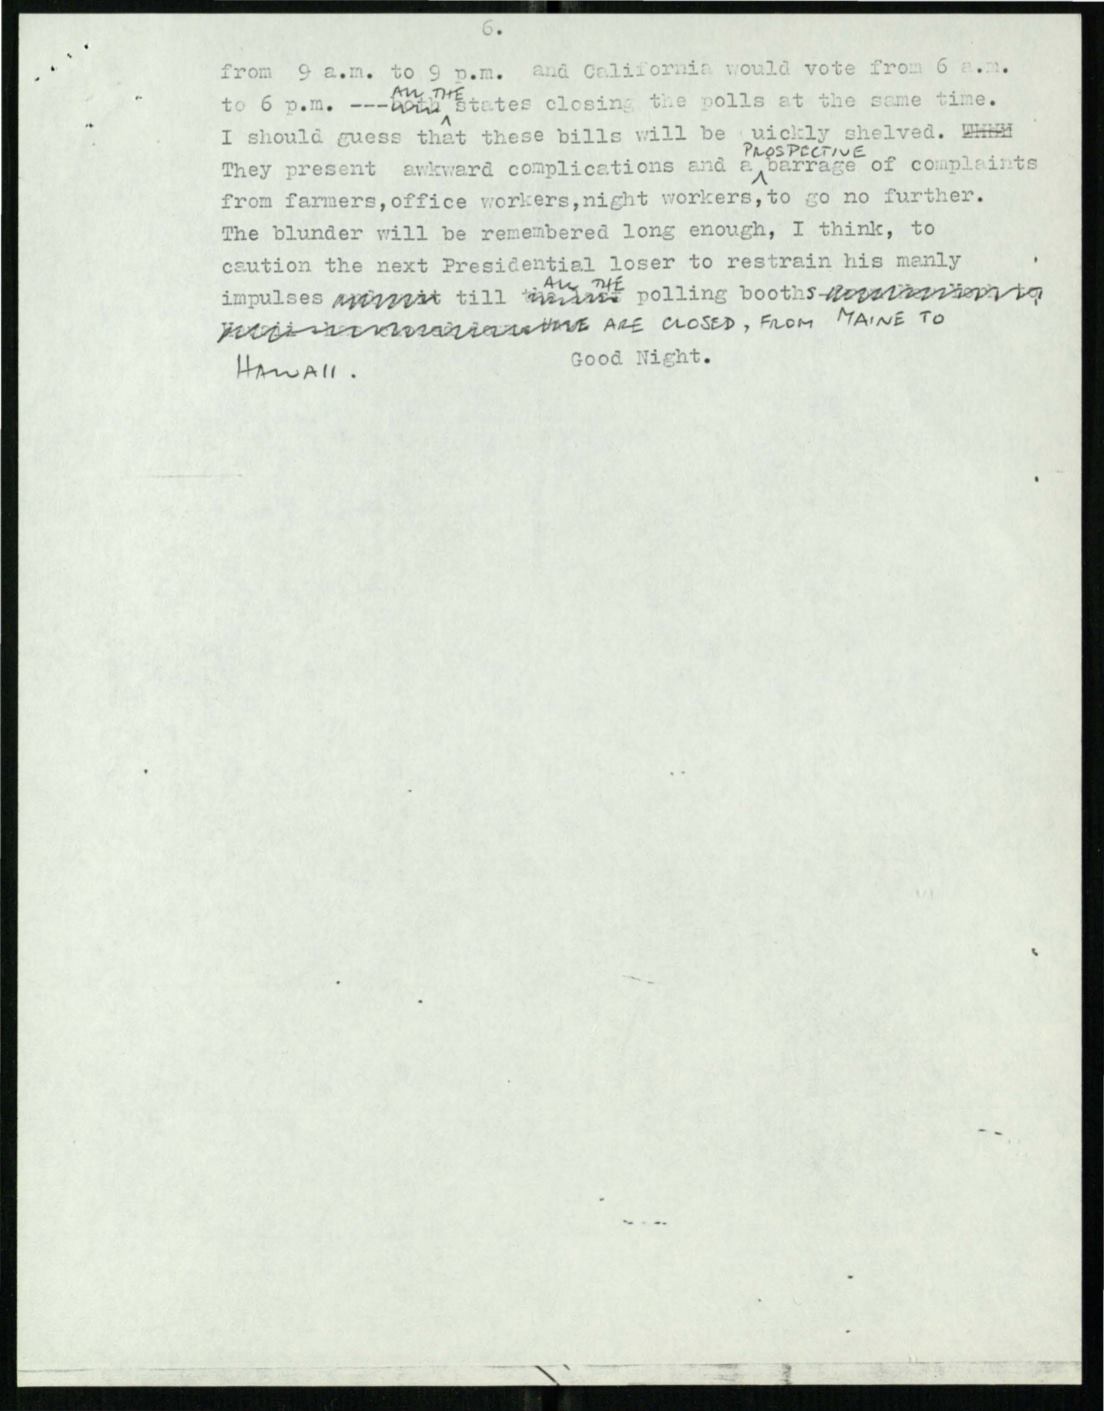 6.
from 9 a.m. to 9 p.m. and California would vote from 6 a.m.
ALL THE
to 6 p.m. --- both states closing the polls at the same time.
I should guess that these bills will be uickly shelved.
PROSPECTIVE
They present awkward complications and a barrage of complaints
from farmers,office workers,night workers,to go no further.
The blunder will be remembered long enough, I think, to
caution the next Presidential loser to restrain his manly
ALL THE
impulses till polling booths
ARE CLOSED, FROM MAINE TO
HAWAII.
Good Night.